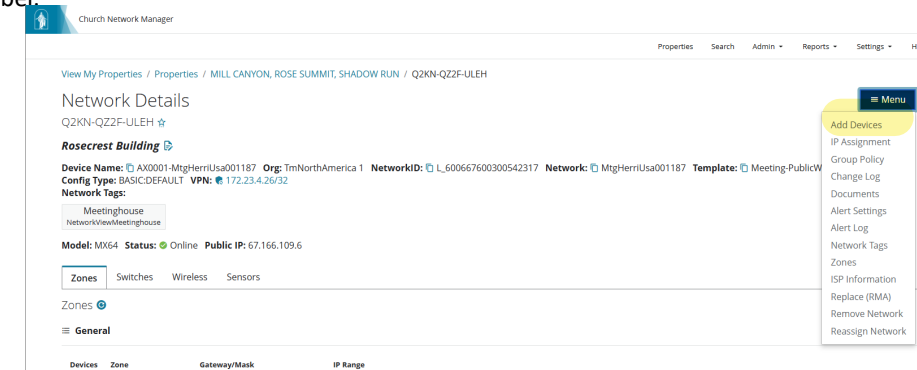 bel.
Church Network Manager
Properties Search Admin Reports Settings H
View My Properties / Properties / MILL CANYON, ROSE SUMMIT, SHADOW RUN / Q2KN-QZ2F-ULEH
Network Details
Menu
Q2KN-QZ2F-ULEH
Add Devices
IP Assignment
Group Policy
Change Log
Documents
Alert Settings
Alert Log
Network Tags
Zones
ISP Information
Replace (RMA)
Remove Network
Reassign Network
Rosecrest Building
Device Name: AX0001-MtgHerriUsa001187 Org: TmNorthAmerica 1 NetworkID: L_600667600300542317 Network: MtgHerriUsa001187 Template: Meeting-PublicW
Config Type: BASIC:DEFAULT VPN: 172.23.4.26/32
Network Tags:
Meetinghouse
NetworkViewMeetinghouse
Model: MX64 Status: Online Public IP: 67.166.109.6
Zones Switches Wireless Sensors
Zones
General
Devices Zone Gateway/Mask IP Range